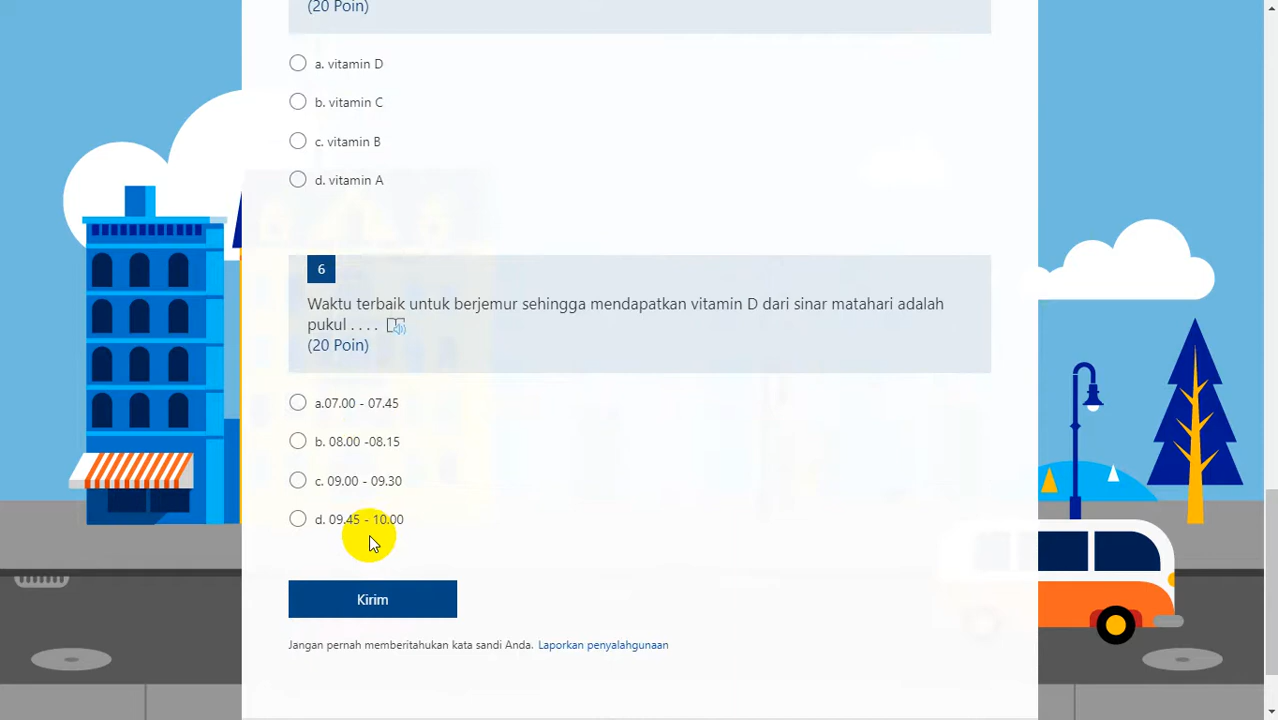 (20 Poin)
a. vitamin D
b. vitamin C
c. vitamin B
d. vitamin A
6
Waktu terbaik untuk berjemur sehingga mendapatkan vitamin D dari sinar matahari adalah
pukul . . . .
(20 Poin)
a.07.00 - 07.45
b. 08.00 -08.15
c. 09.00 - 09.30
d. 09.45 - 10.00
Kirim
Jangan pernah memberitahukan kata sandi Anda. Laporkan penyalahgunaan